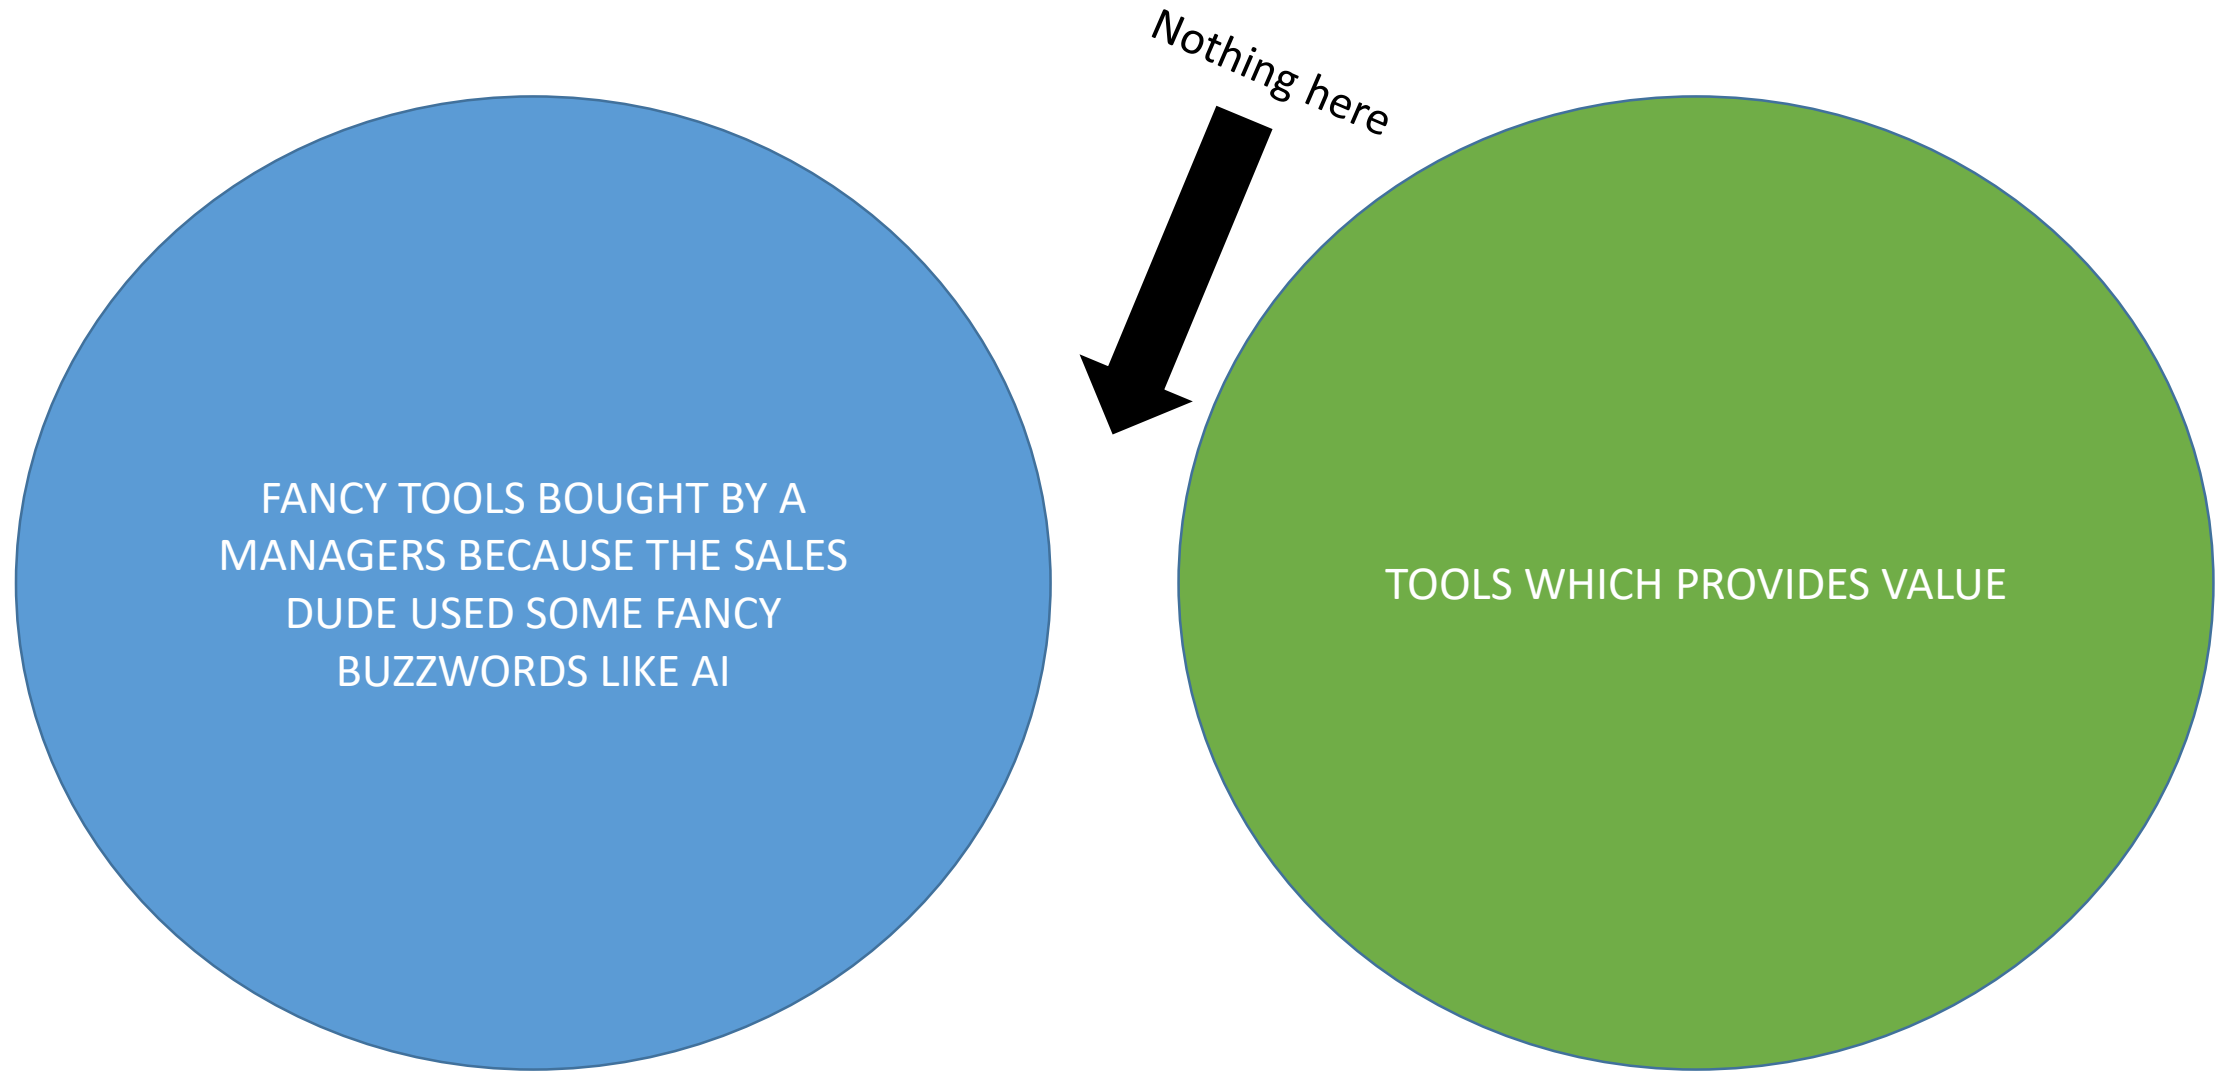 Nothing here
FANCY TOOLS BOUGHT BY A
MANAGERS BECAUSE THE SALES
DUDE USED SOME FANCY
BUZZWORDS LIKE AI
TOOLS WHICH PROVIDES VALUE